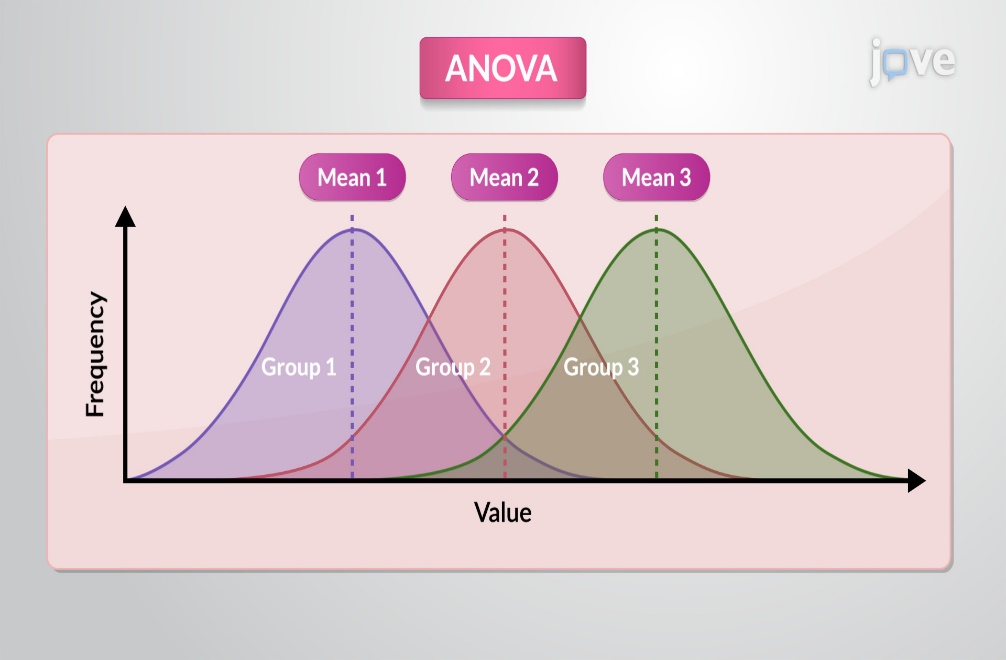 ANOVA
jove
Mean 1
Mean 2
Mean 3
Frequency
Group 1
Group 2
Group 3
Value